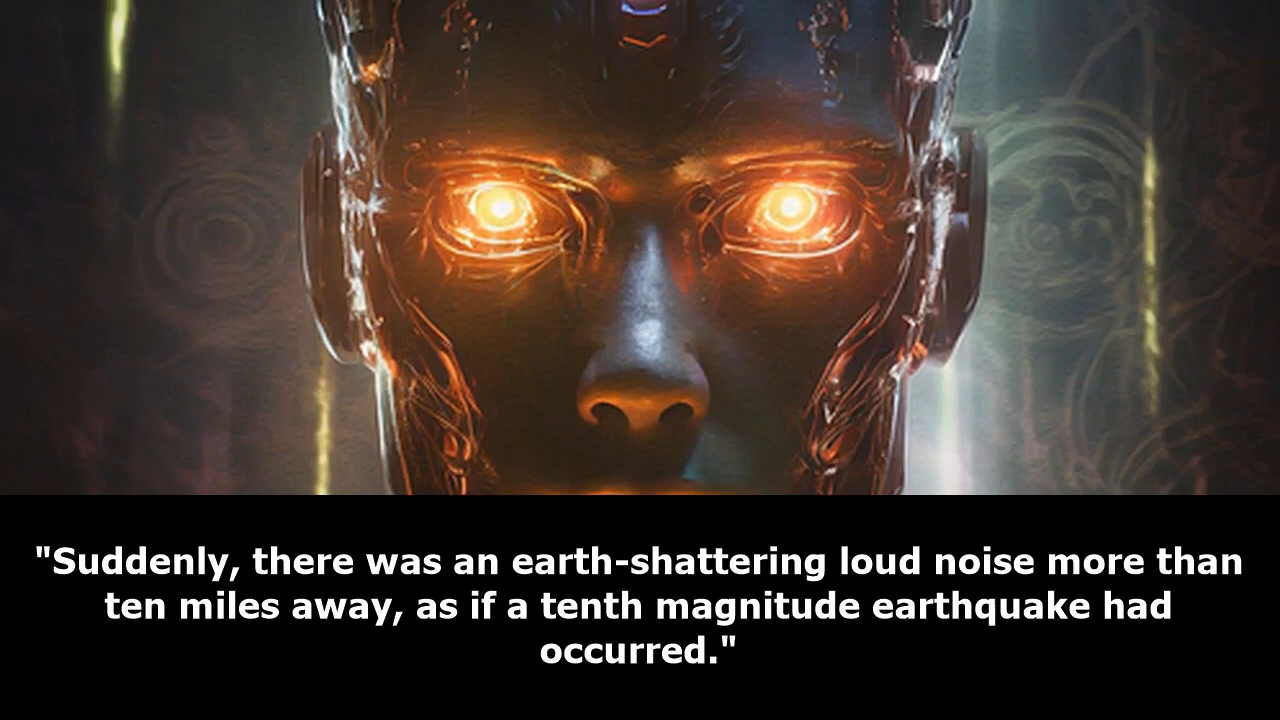 "Suddenly, there was an earth-shattering loud noise more than
ten miles away, as if a tenth magnitude earthquake had
occurred."